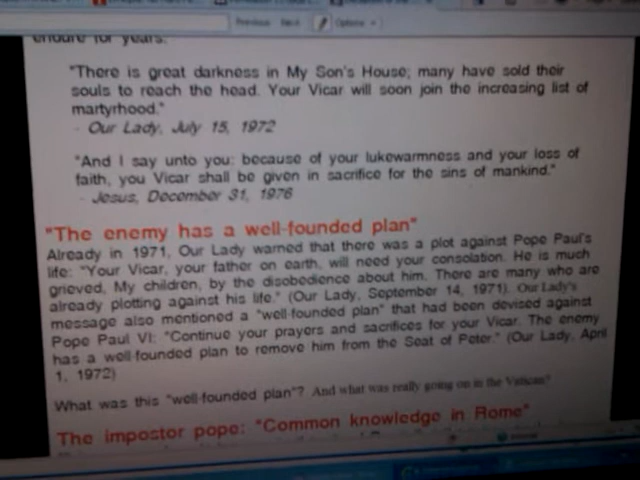 Previous Next Options
endure for years.
"There is great darkness in My Son's House; many have sold their
souls to reach the head. Your Vicar will soon join the increasing list of
martyrhood."
- Our Lady, July 15, 1972
"And I say unto you: because of your lukewarmness and your loss of
faith, you Vicar shall be given in sacrifice for the sins of mankind."
- Jesus, December 31, 1976
"The enemy has a well-founded plan"
Already in 1971, Our Lady warned that there was a plot against Pope Paul's
life: "Your Vicar, your father on earth, will need your consolation. He is much
grieved, My children, by the disobedience about him. There are many who are
already plotting against his life." (Our Lady, September 14, 1971). Our Lady's
message also mentioned a "well-founded plan" that had been devised against
Pope Paul VI: "Continue your prayers and sacrifices for your Vicar. The enemy
has a well-founded plan to remove him from the Seat of Peter." (Our Lady, April
1, 1972)
What was this "well-founded plan"? And what was really going on in the Vatican?
The impostor pope: "Common knowledge in Rome"